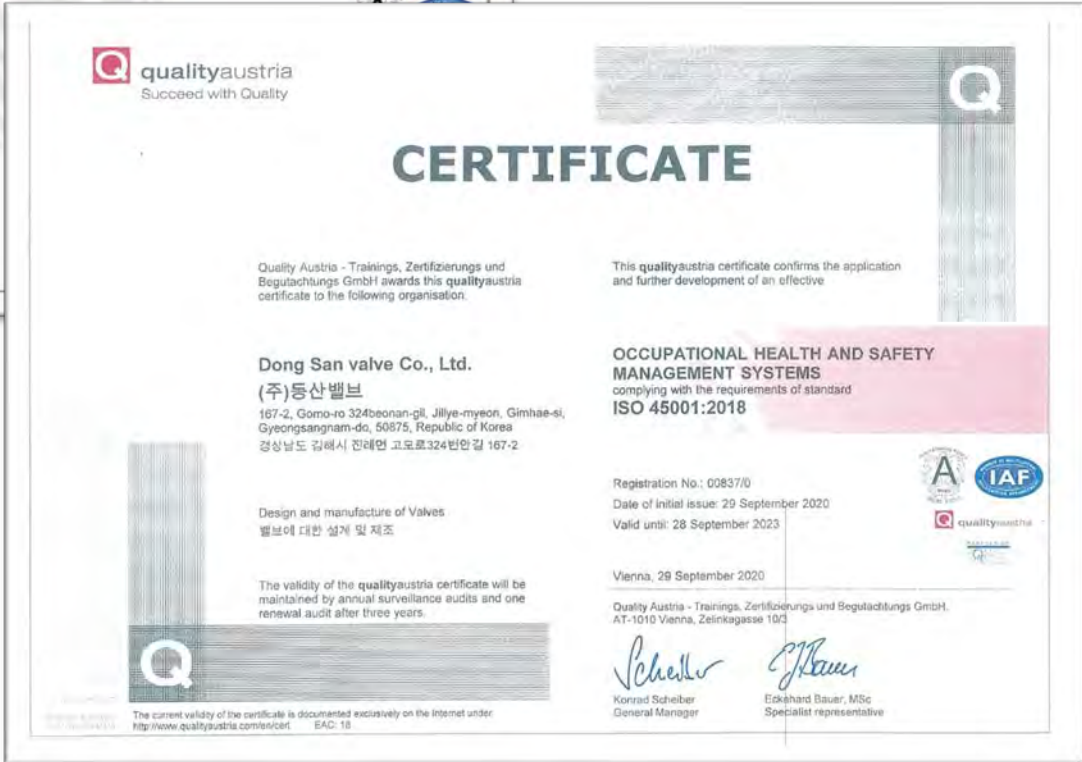 qualityaustria
Succeed with Quality
CERTIFICATE
Quality Austria - Trainings, Zertifizierungs und
Begutachtungs GmbH awards this qualityaustria
certificate to the following organisation:
Dong San valve Co., Ltd.
(주)동산밸브
167-2, Gomo-ro 324beonan-gil, Jillye-myeon, Gimhae-si,
Gyeongsangnam-do, 50875, Republic of Korea
경상남도 김해시 진례면 고모로324번안길 167-2
Design and manufacture of Valves
밸브에 대한 설계 및 제조
The validity of the qualityaustria certificate will be
maintained by annual surveillance audits and one
renewal audit after three years.
This qualityaustria certificate confirms the application
and further development of an effective
OCCUPATIONAL HEALTH AND SAFETY
MANAGEMENT SYSTEMS
complying with the requirements of standard
ISO 45001:2018
Registration No.: 00837/0
Date of initial issue: 29 September 2020
Valid until: 28 September 2023
A
IAF
qualityaustria
Vienna, 29 September 2020
Quality Austria - Trainings, Zertifizierungs und Begutachtungs GmbH,
AT-1010 Vienna, Zelinkagasse 10/3
Konrad Scheiber
General Manager
Eckehard Bauer, MSc
Specialist representative
Q
Q
The current validity of the certificate is documented exclusively on the Internet under
http://www.qualityaustria.com/en/cert EAC: 18